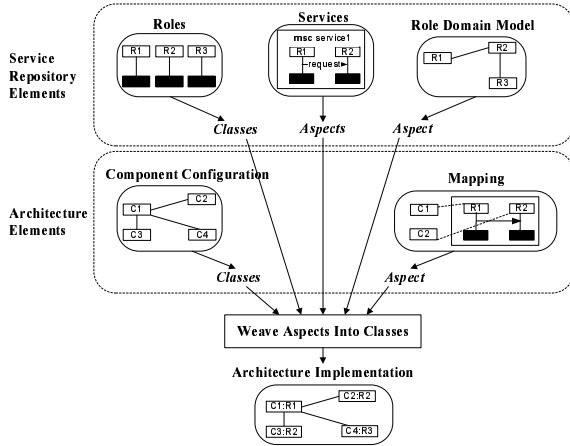 Roles
Services
Role Domain Model
Service
Repository
Elements
R1 R2 R3
msc service1
R1 R2
request
R1
R2
R3
Classes
Aspects
Aspect
Component Configuration
Mapping
Architecture
Elements
C1
C2
C3
C4
C1
C2
R1 R2
Classes
Aspect
Weave Aspects Into Classes
Architecture Implementation
C1:R1
C2:R2
C3:R2
C4:R3